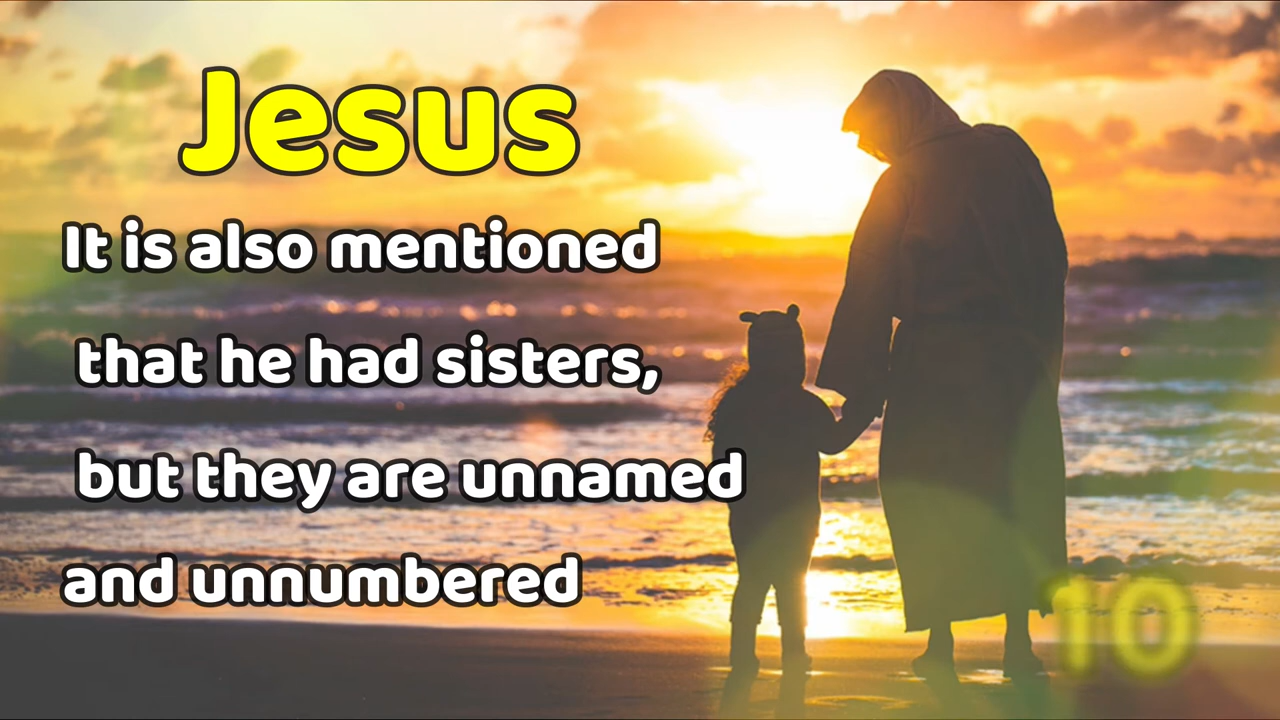 Jesus
It is also mentioned
that he had sisters,
but they are unnamed
and unnumbered
10